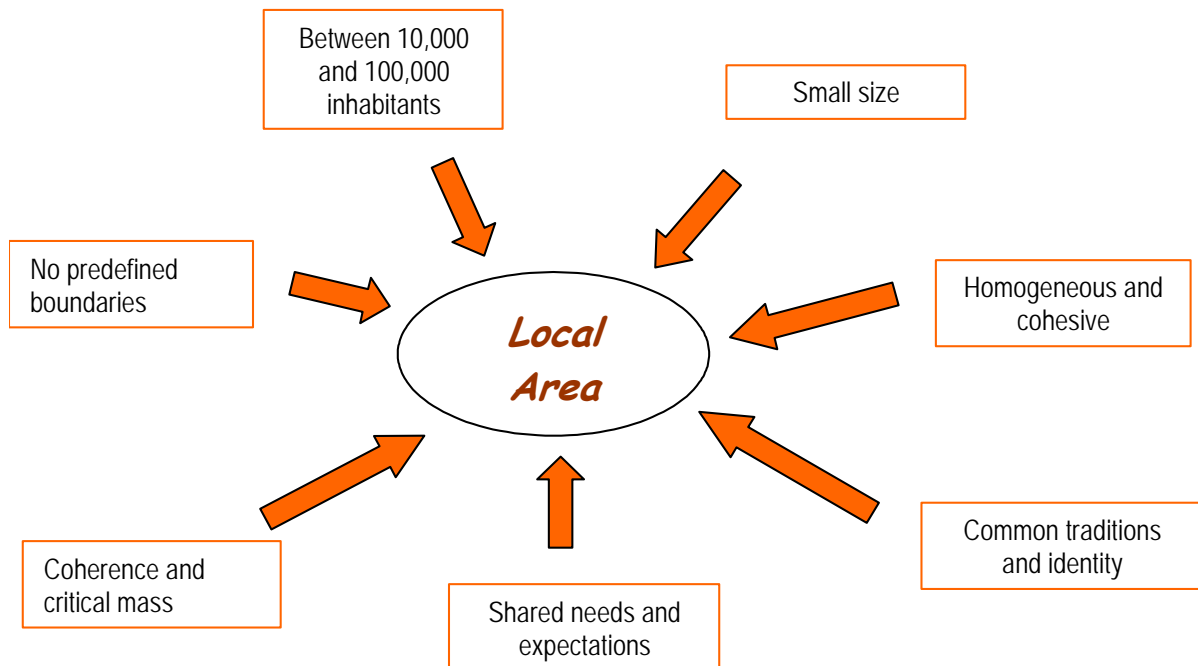 Between 10,000
and 100,000
inhabitants
Small size
No predefined
boundaries
Homogeneous and
cohesive
Local
Area
Coherence and
critical mass
Common traditions
and identity
Shared needs and
expectations